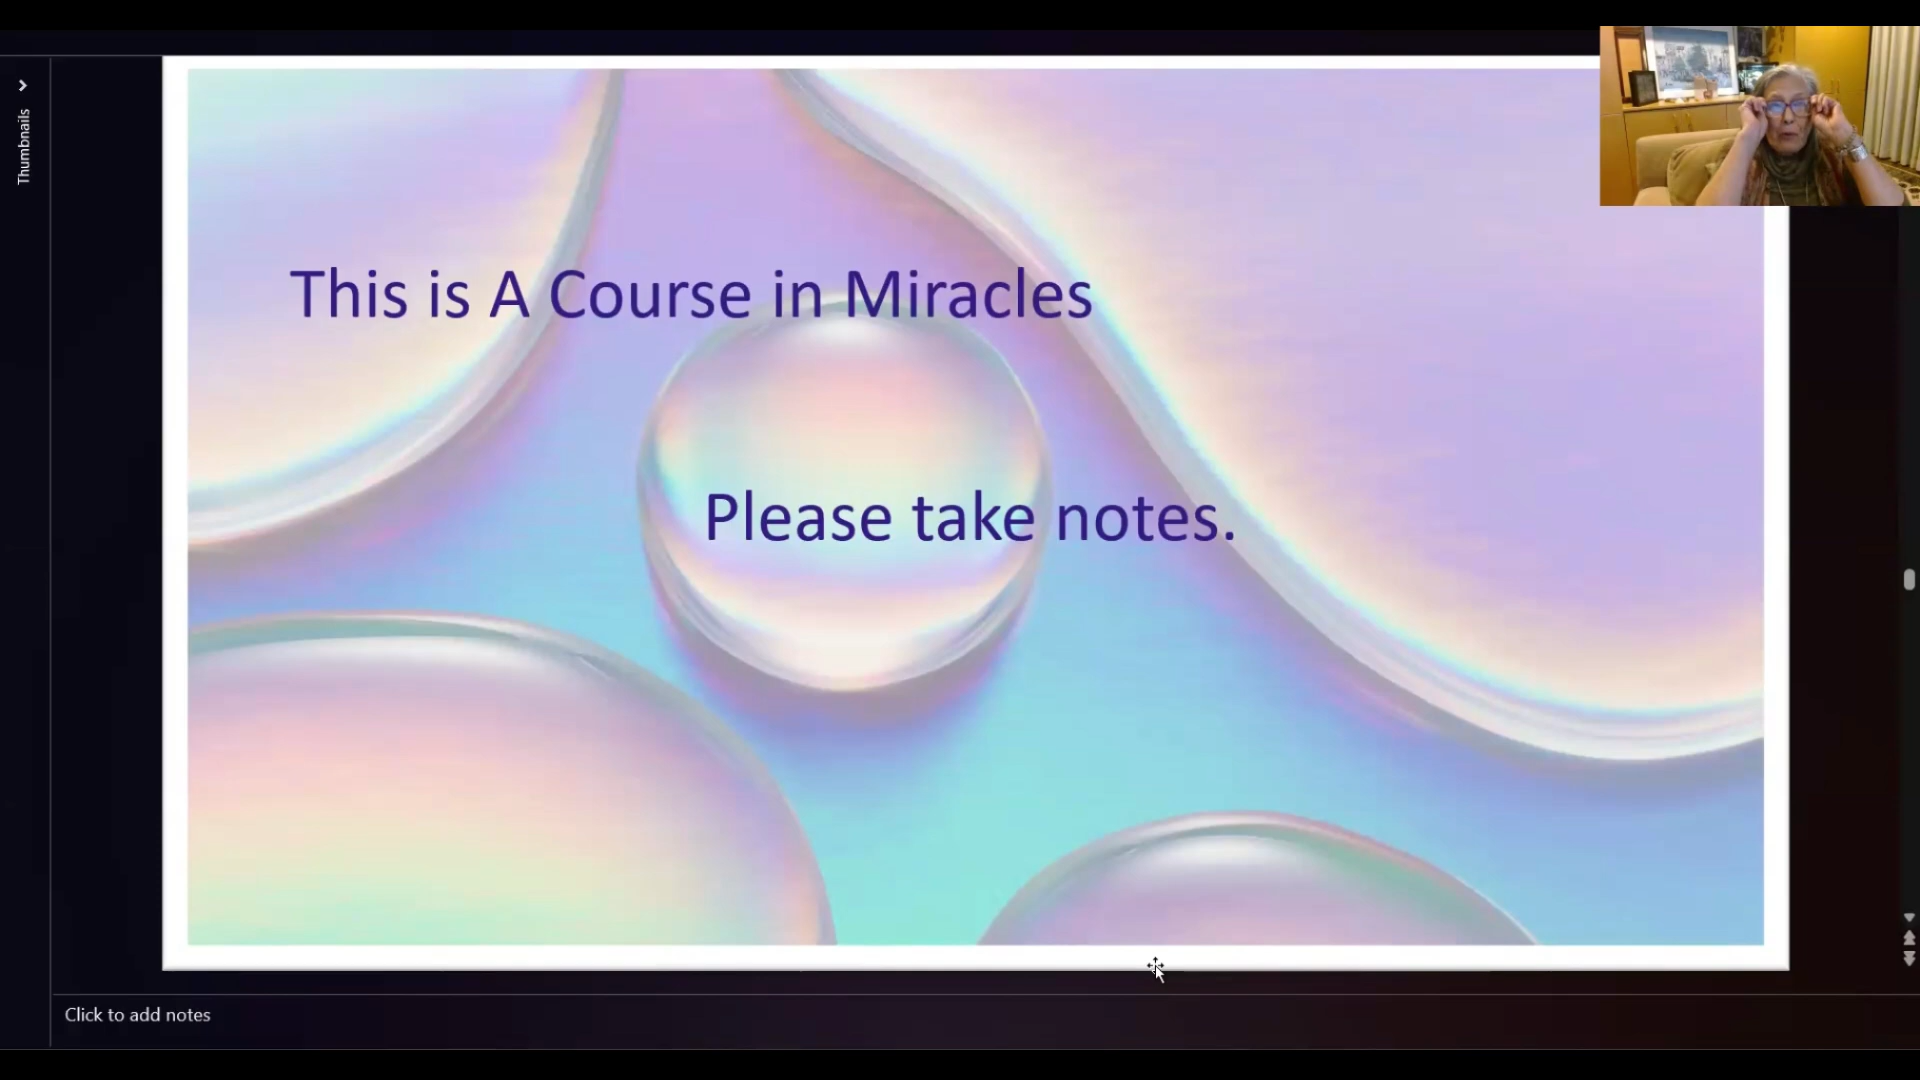 Thumbnails
This is A Course in Miracles
Please take notes.
Click to add notes